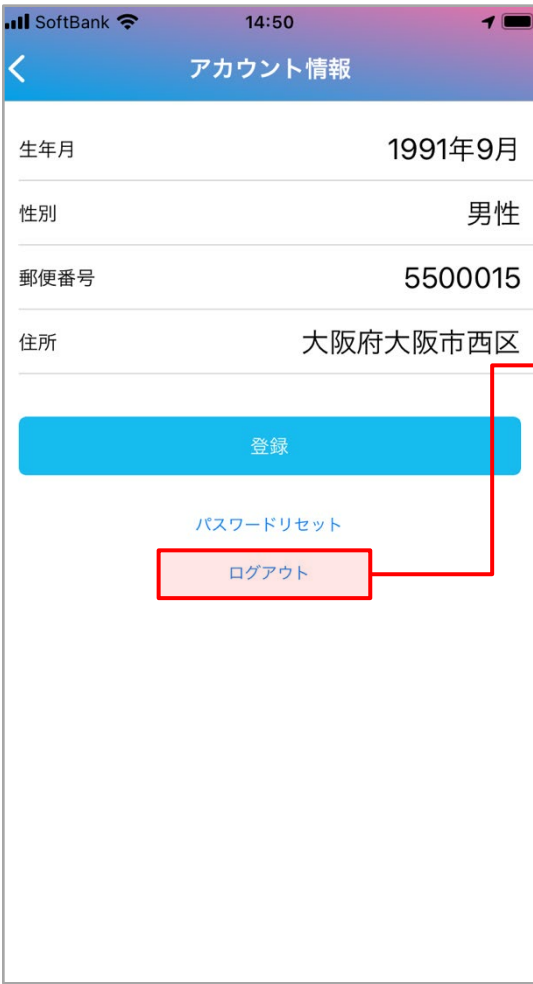 SoftBank 14:50
アカウント情報
生年月 1991年9月
性別 男性
郵便番号 5500015
住所 大阪府大阪市西区
登録
パスワードリセット
ログアウト